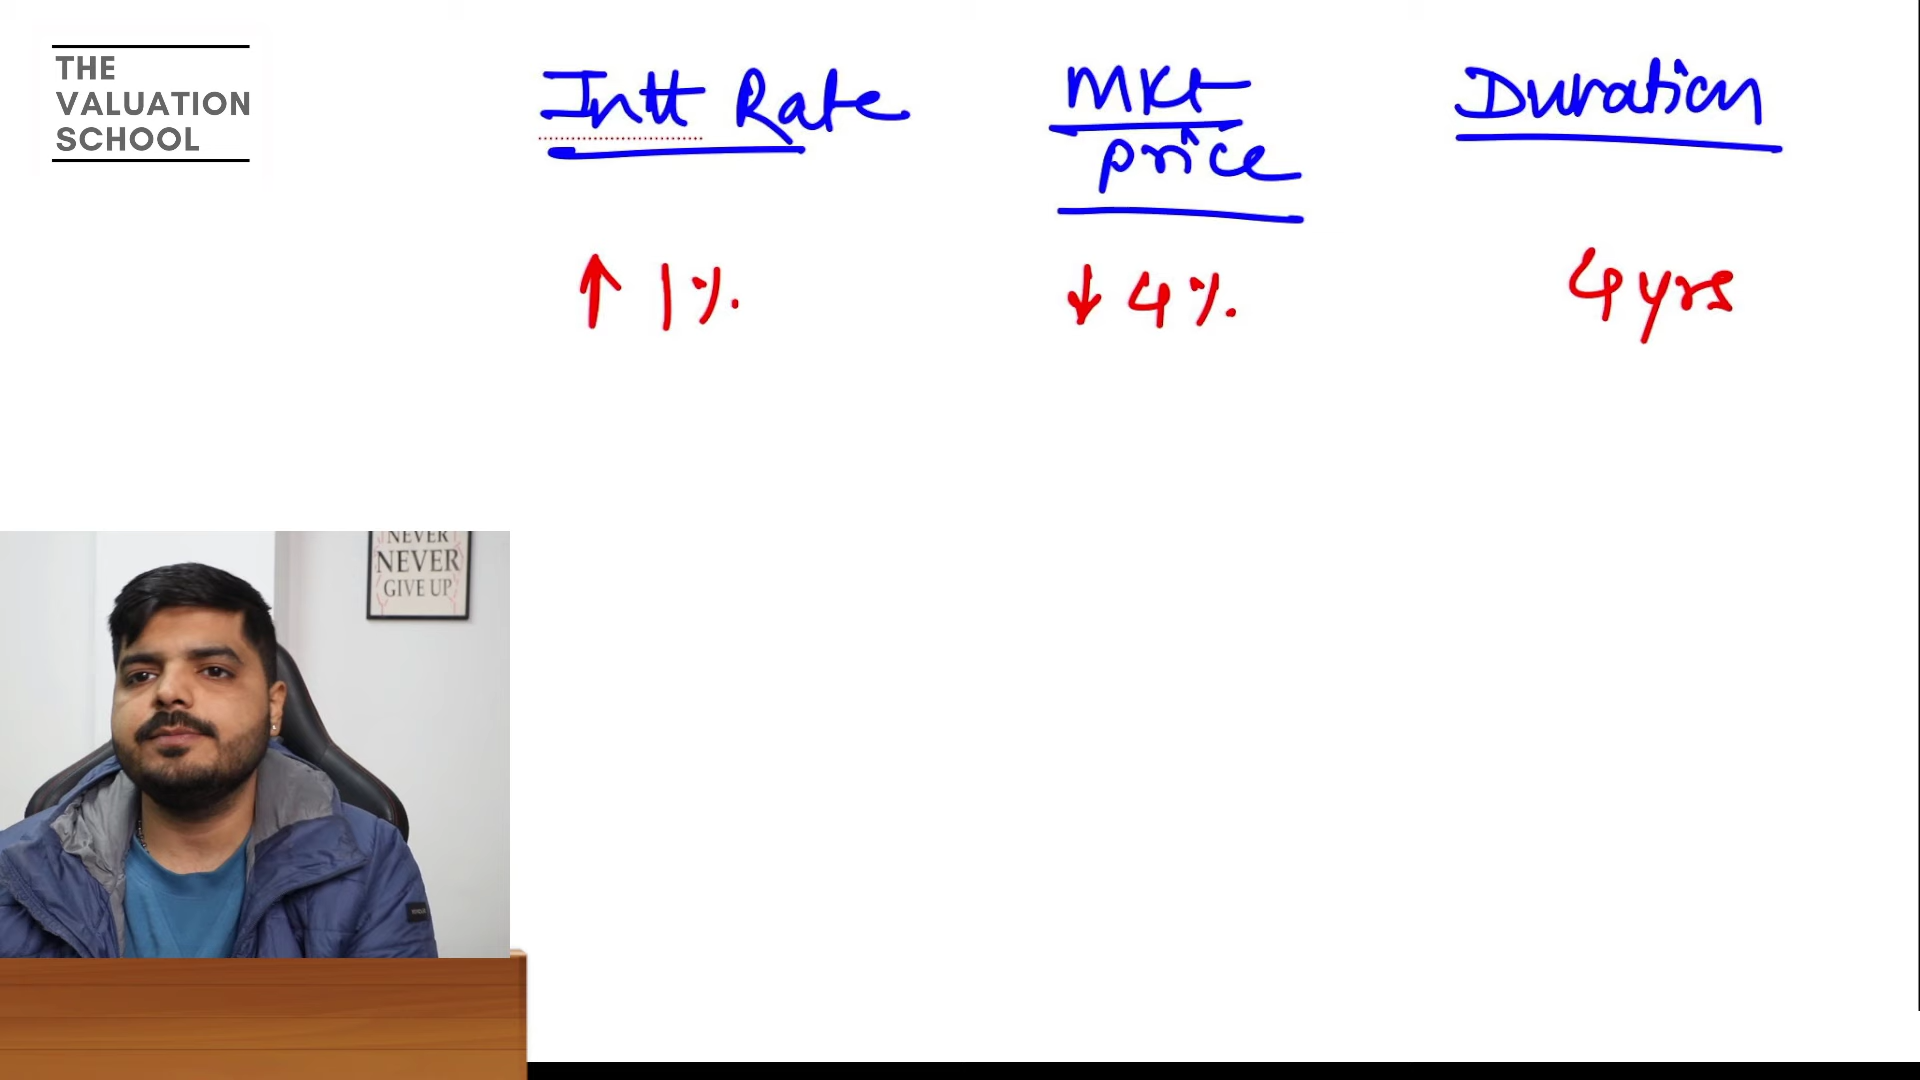 THE
VALUATION
SCHOOL
Intt Rate
Mkt
price
Duration
↑ 1%.
↓ 4%.
4 yrs
NEVER
NEVER
GIVE UP